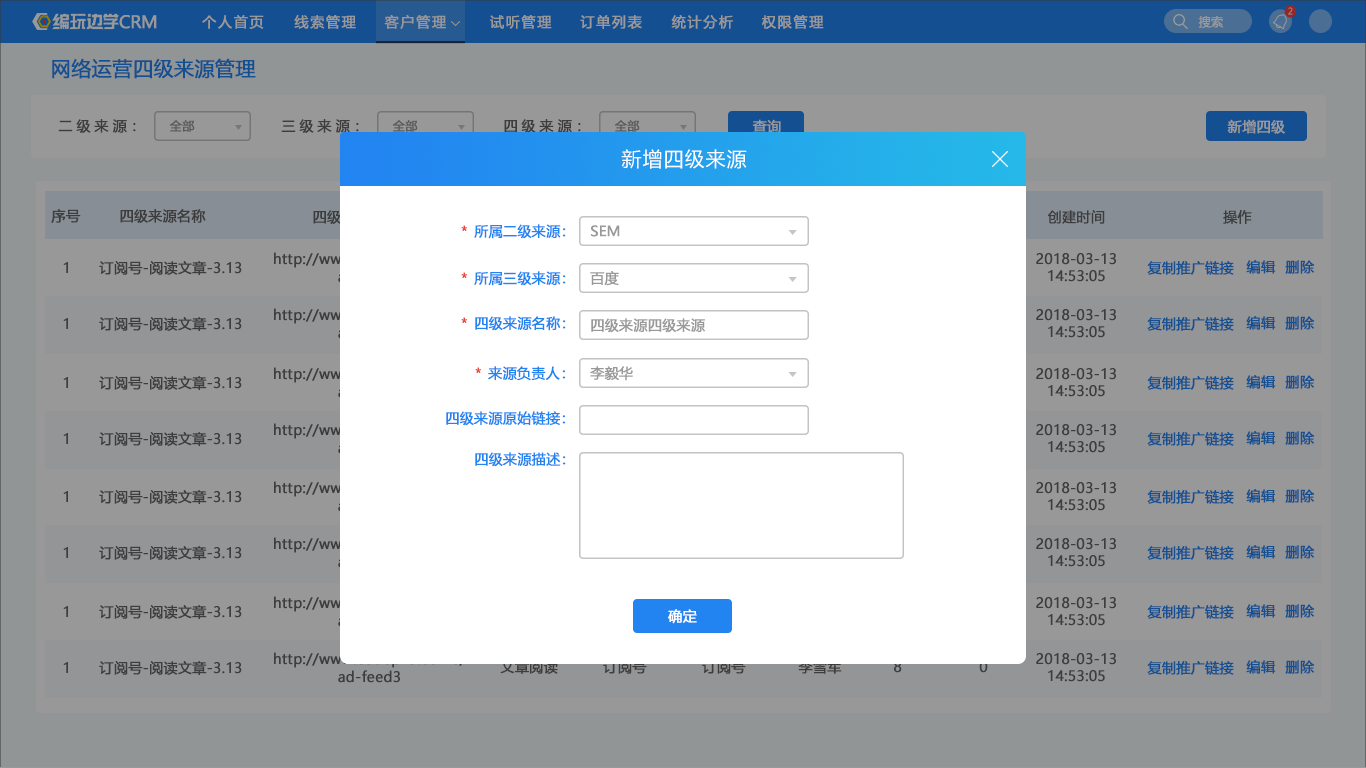 编玩边学CRM 个人首页 线索管理 客户管理 试听管理 订单列表 统计分析 权限管理 搜索 2
网络运营四级来源管理
二级来源： 全部 三级来源： 全部 四级来源： 全部 查询 新增四级
新增四级来源
* 所属二级来源： SEM
* 所属三级来源： 百度
* 四级来源名称： 四级来源四级来源
* 来源负责人： 李毅华
四级来源原始链接：
四级来源描述：
确定
序号 四级来源名称 四级 创建时间 操作
1 订阅号-阅读文章-3.13 http://ww 2018-03-13
14:53:05 复制推广链接 编辑 删除
1 订阅号-阅读文章-3.13 http://ww 2018-03-13
14:53:05 复制推广链接 编辑 删除
1 订阅号-阅读文章-3.13 http://ww 2018-03-13
14:53:05 复制推广链接 编辑 删除
1 订阅号-阅读文章-3.13 http://ww 2018-03-13
14:53:05 复制推广链接 编辑 删除
1 订阅号-阅读文章-3.13 http://ww 2018-03-13
14:53:05 复制推广链接 编辑 删除
1 订阅号-阅读文章-3.13 http://ww 2018-03-13
14:53:05 复制推广链接 编辑 删除
1 订阅号-阅读文章-3.13 http://ww 2018-03-13
14:53:05 复制推广链接 编辑 删除
1 订阅号-阅读文章-3.13 http://ww 文章阅读 订阅号 订阅号 李雪军 8 0 2018-03-13
ad-feed3 14:53:05 复制推广链接 编辑 删除